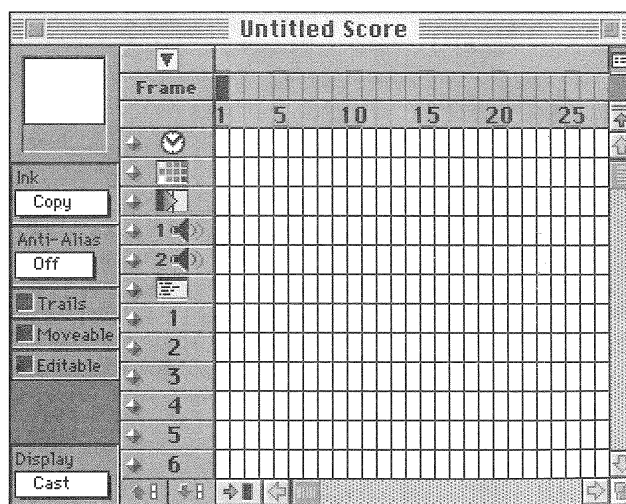 Untitled Score
Frame
1 5 10 15 20 25
Ink
Copy
Anti-Alias
Off
Trails
Moveable
Editable
Display
Cast
1
2
1
2
3
4
5
6